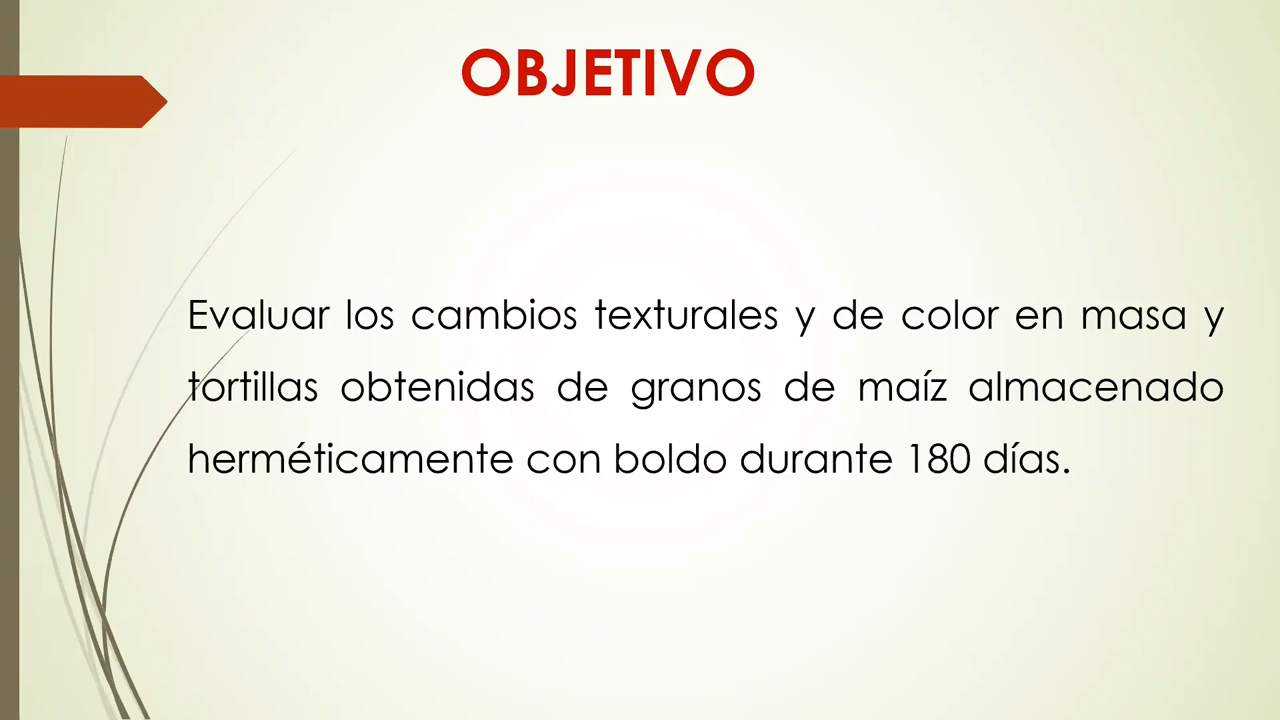 OBJETIVO
Evaluar los cambios texturales y de color en masa y
tortillas obtenidas de granos de maíz almacenado
herméticamente con boldo durante 180 días.